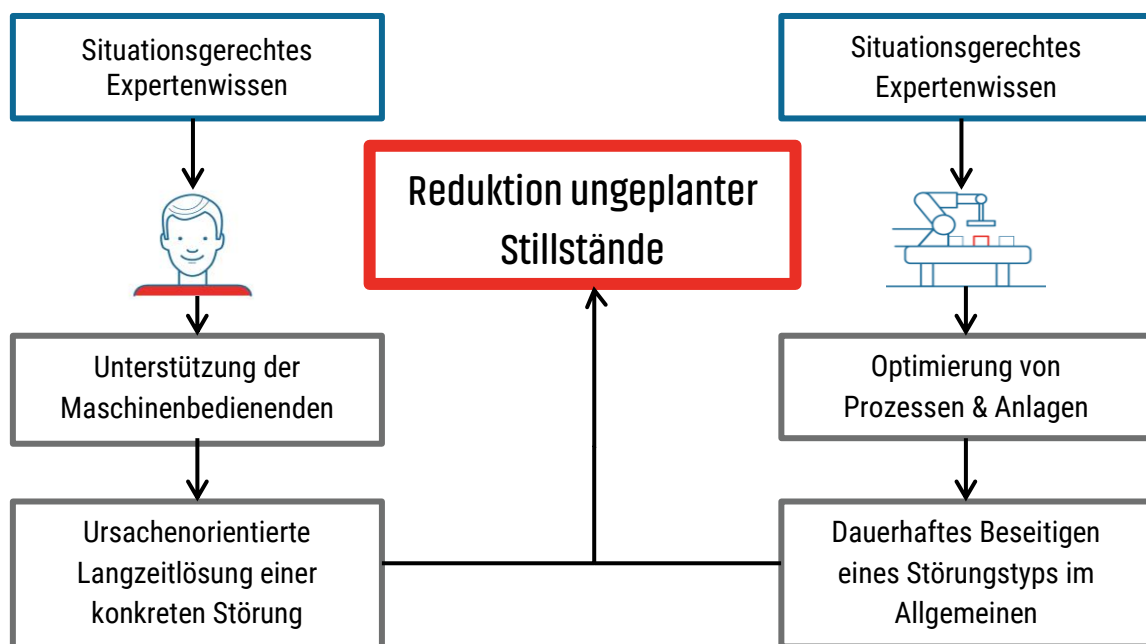 Situationsgerechtes
Expertenwissen
Situationsgerechtes
Expertenwissen
Reduktion ungeplanter
Stillstände
Unterstützung der
Maschinenbedienenden
Optimierung von
Prozessen & Anlagen
Ursachenorientierte
Langzeitlösung einer
konkreten Störung
Dauerhaftes Beseitigen
eines Störungstyps im
Allgemeinen